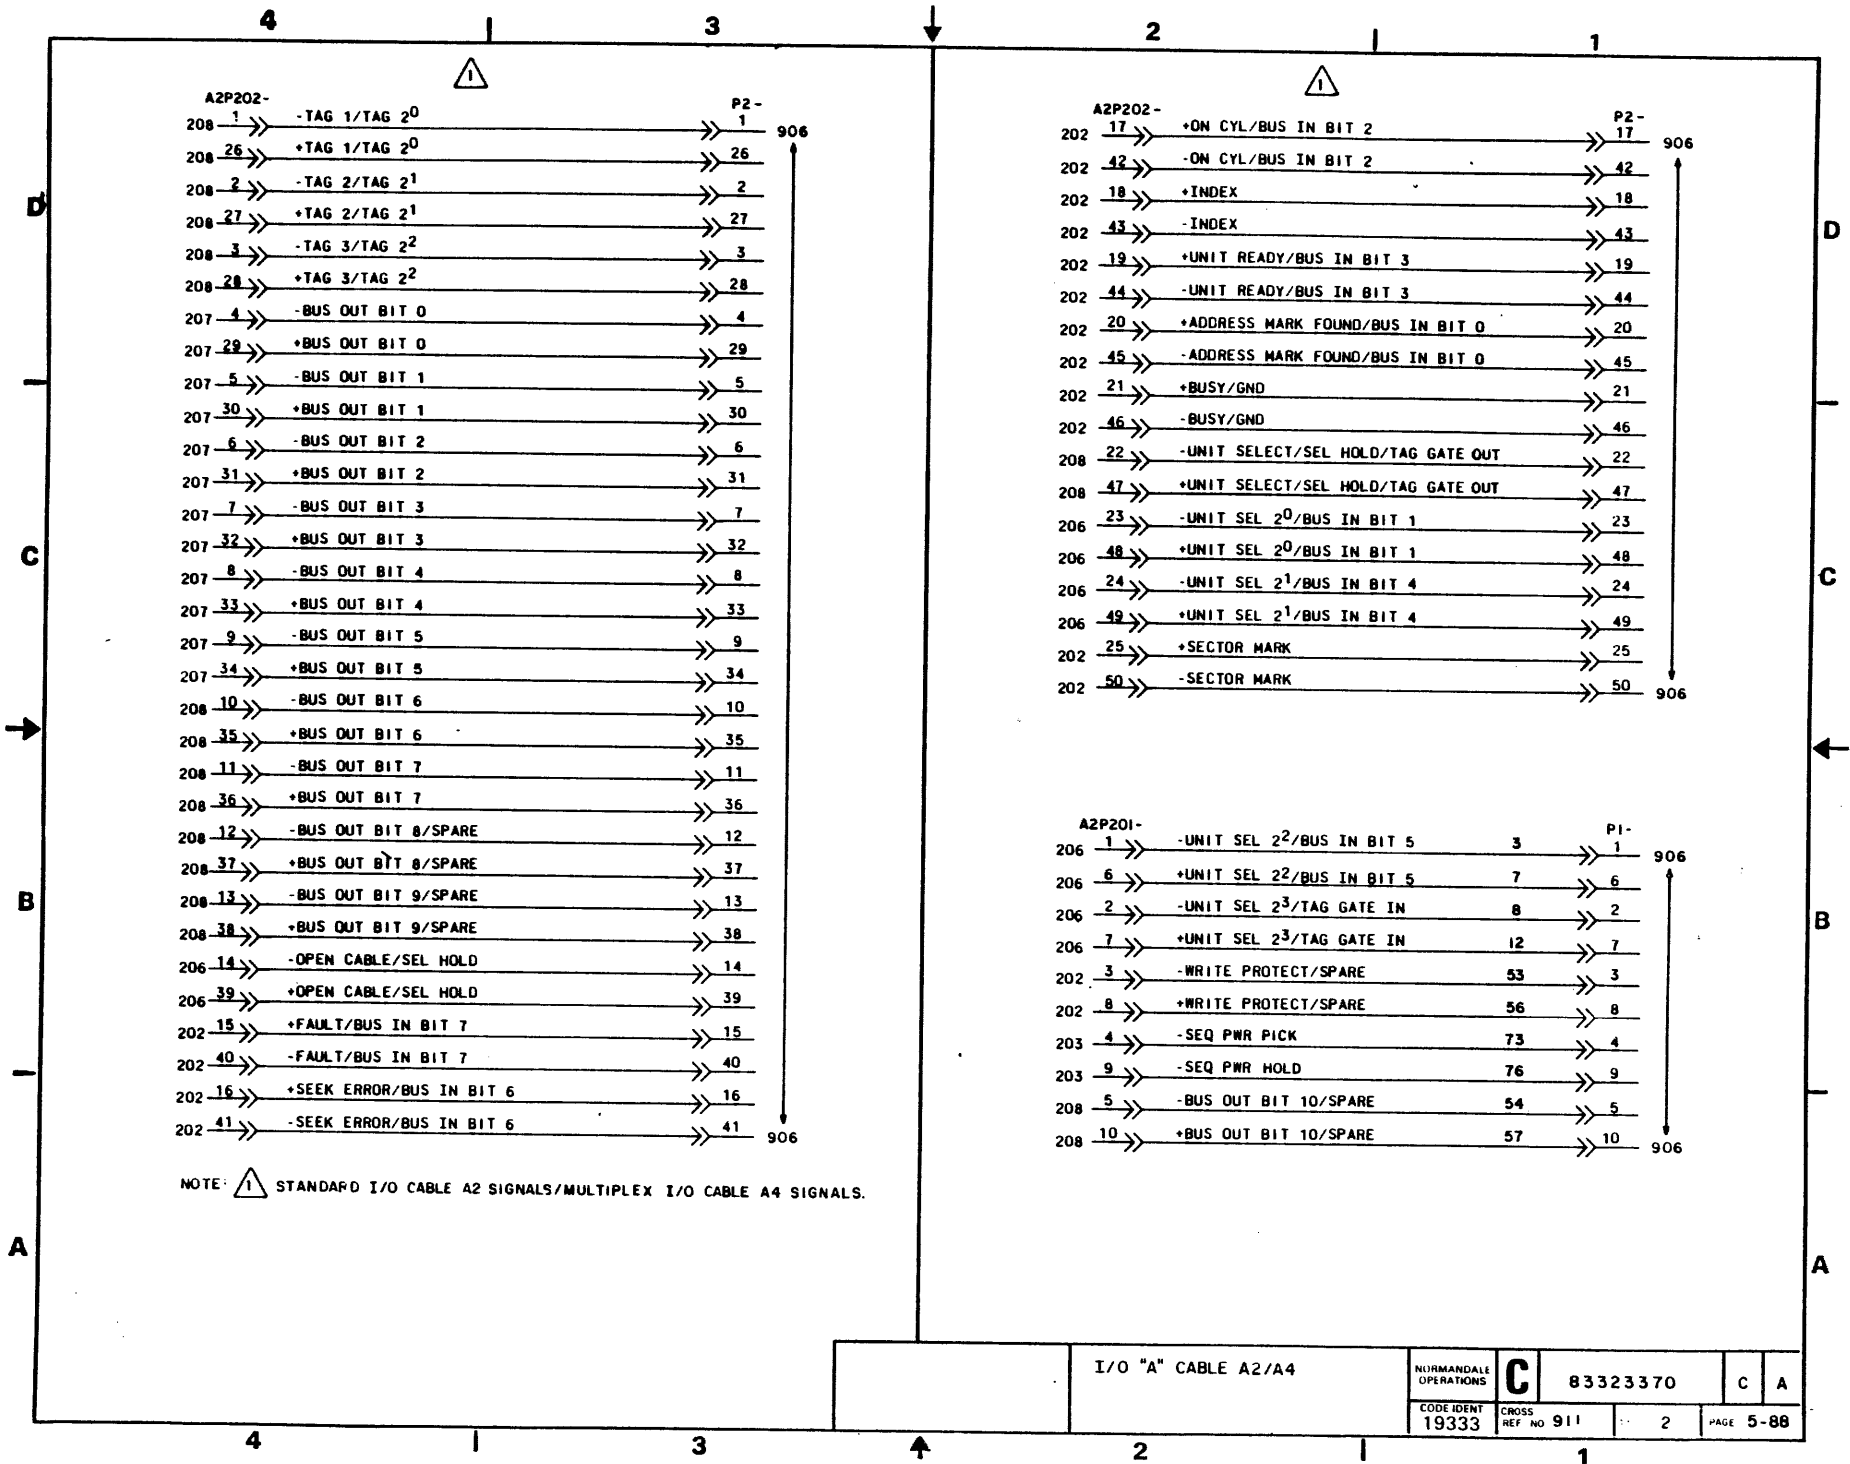 4 3 2 1
A2P202- P2-
208 1 -TAG 1/TAG 2⁰ 1 906
208 26 +TAG 1/TAG 2⁰ 26
208 2 -TAG 2/TAG 2¹ 2
208 27 +TAG 2/TAG 2¹ 27
208 3 -TAG 3/TAG 2² 3
208 28 +TAG 3/TAG 2² 28
207 4 -BUS OUT BIT 0 4
207 29 +BUS OUT BIT 0 29
207 5 -BUS OUT BIT 1 5
207 30 +BUS OUT BIT 1 30
207 6 -BUS OUT BIT 2 6
207 31 +BUS OUT BIT 2 31
207 7 -BUS OUT BIT 3 7
207 32 +BUS OUT BIT 3 32
207 8 -BUS OUT BIT 4 8
207 33 +BUS OUT BIT 4 33
207 9 -BUS OUT BIT 5 9
207 34 +BUS OUT BIT 5 34
208 10 -BUS OUT BIT 6 10
208 35 +BUS OUT BIT 6 35
208 11 -BUS OUT BIT 7 11
208 36 +BUS OUT BIT 7 36
208 12 -BUS OUT BIT 8/SPARE 12
208 37 +BUS OUT BIT 8/SPARE 37
208 13 -BUS OUT BIT 9/SPARE 13
208 38 +BUS OUT BIT 9/SPARE 38
206 14 -OPEN CABLE/SEL HOLD 14
206 39 +OPEN CABLE/SEL HOLD 39
202 15 +FAULT/BUS IN BIT 7 15
202 40 -FAULT/BUS IN BIT 7 40
202 16 +SEEK ERROR/BUS IN BIT 6 16
202 41 -SEEK ERROR/BUS IN BIT 6 41 906
NOTE: 1 STANDARD I/O CABLE A2 SIGNALS/MULTIPLEX I/O CABLE A4 SIGNALS.
1
A2P202- P2-
202 17 +ON CYL/BUS IN BIT 2 17 906
202 42 -ON CYL/BUS IN BIT 2 42
202 18 +INDEX 18
202 43 -INDEX 43
202 19 +UNIT READY/BUS IN BIT 3 19
202 44 -UNIT READY/BUS IN BIT 3 44
202 20 +ADDRESS MARK FOUND/BUS IN BIT 0 20
202 45 -ADDRESS MARK FOUND/BUS IN BIT 0 45
202 21 +BUSY/GND 21
202 46 -BUSY/GND 46
208 22 -UNIT SELECT/SEL HOLD/TAG GATE OUT 22
208 47 +UNIT SELECT/SEL HOLD/TAG GATE OUT 47
206 23 -UNIT SEL 2⁰/BUS IN BIT 1 23
206 48 +UNIT SEL 2⁰/BUS IN BIT 1 48
206 24 -UNIT SEL 2¹/BUS IN BIT 4 24
206 49 +UNIT SEL 2¹/BUS IN BIT 4 49
202 25 +SECTOR MARK 25
202 50 -SECTOR MARK 50 906
A2P201- P1-
206 1 -UNIT SEL 2²/BUS IN BIT 5 3 1 906
206 6 +UNIT SEL 2²/BUS IN BIT 5 7 6
206 2 -UNIT SEL 2³/TAG GATE IN 8 2
206 7 +UNIT SEL 2³/TAG GATE IN 12 7
202 3 -WRITE PROTECT/SPARE 53 3
202 8 +WRITE PROTECT/SPARE 56 8
203 4 -SEQ PWR PICK 73 4
203 9 -SEQ PWR HOLD 76 9
208 5 -BUS OUT BIT 10/SPARE 54 5
208 10 +BUS OUT BIT 10/SPARE 57 10 906
1
D D
C C
B B
A A
I/O "A" CABLE A2/A4
NORMANDALE OPERATIONS C 83323370 C A
CODE IDENT 19333 CROSS REF NO 911 2 PAGE 5-88
4 3 2 1